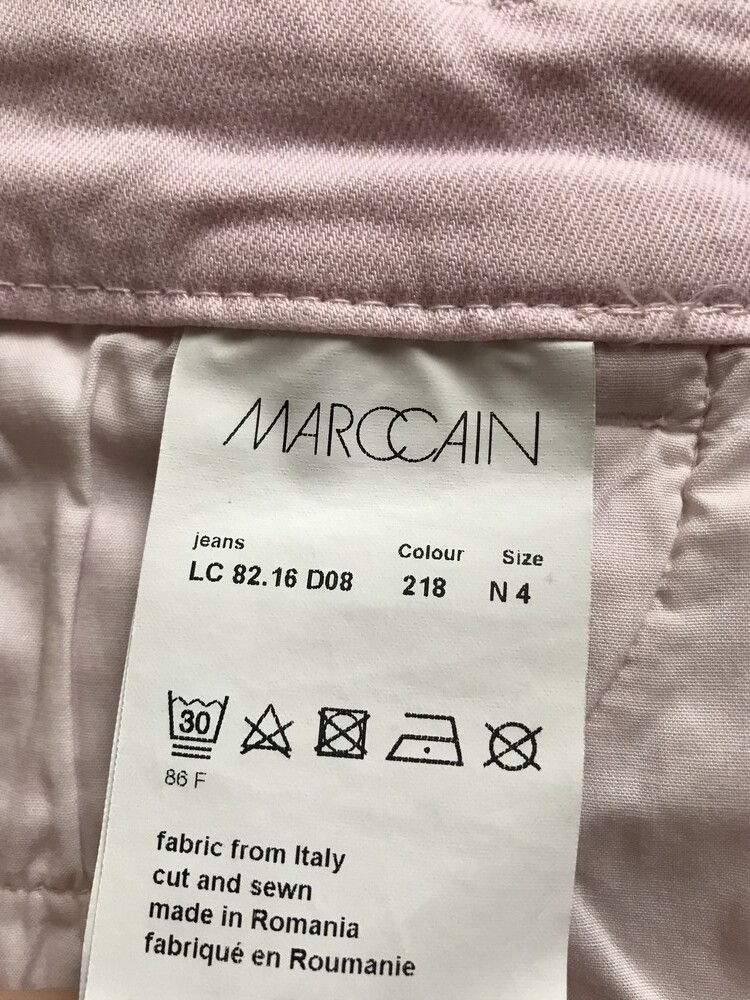 MARCCAIN
jeans Colour Size
LC 82.16 D08 218 N 4
30
86 F
fabric from Italy
cut and sewn
made in Romania
fabriqué en Roumanie